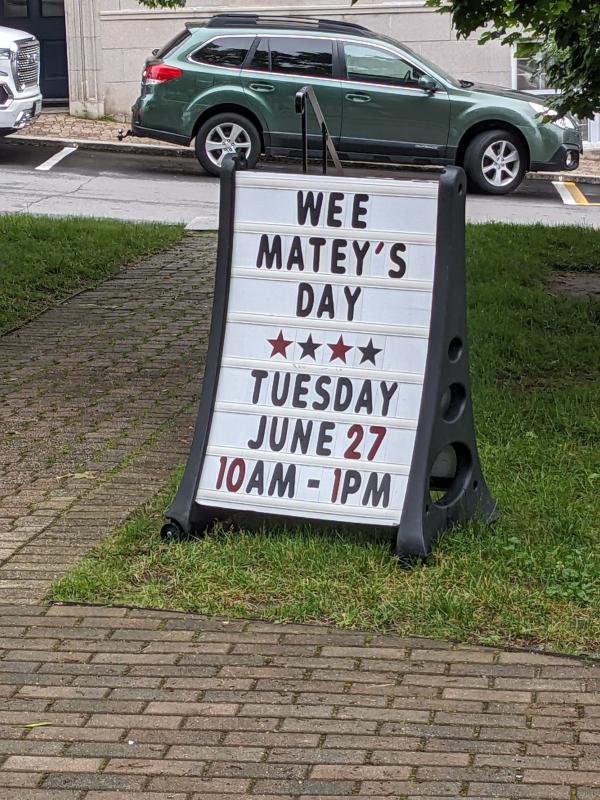 WEE
MATEY'S
DAY
★★★★
TUESDAY
JUNE 27
10AM - 1PM